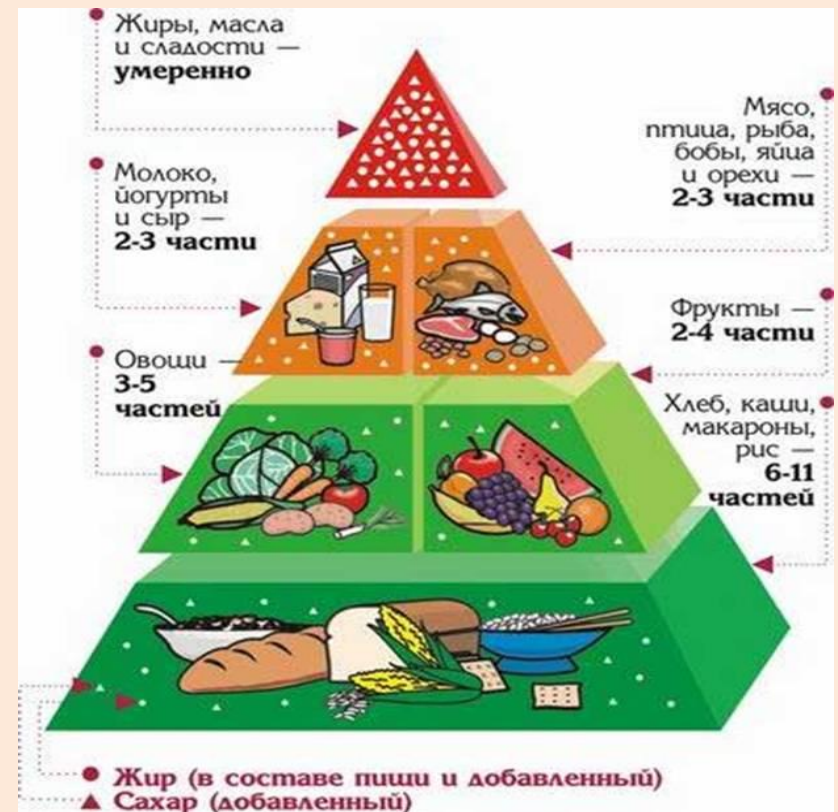 Жиры, масла
и сладости —
умеренно
Мясо,
птица, рыба,
бобы, яйца
и орехи —
2-3 части
Молоко,
йогурты
и сыр —
2-3 части
Фрукты —
2-4 части
Овощи —
3-5
частей
Хлеб, каши,
макароны,
рис —
6-11
частей
Жир (в составе пищи и добавленный)
Сахар (добавленный)